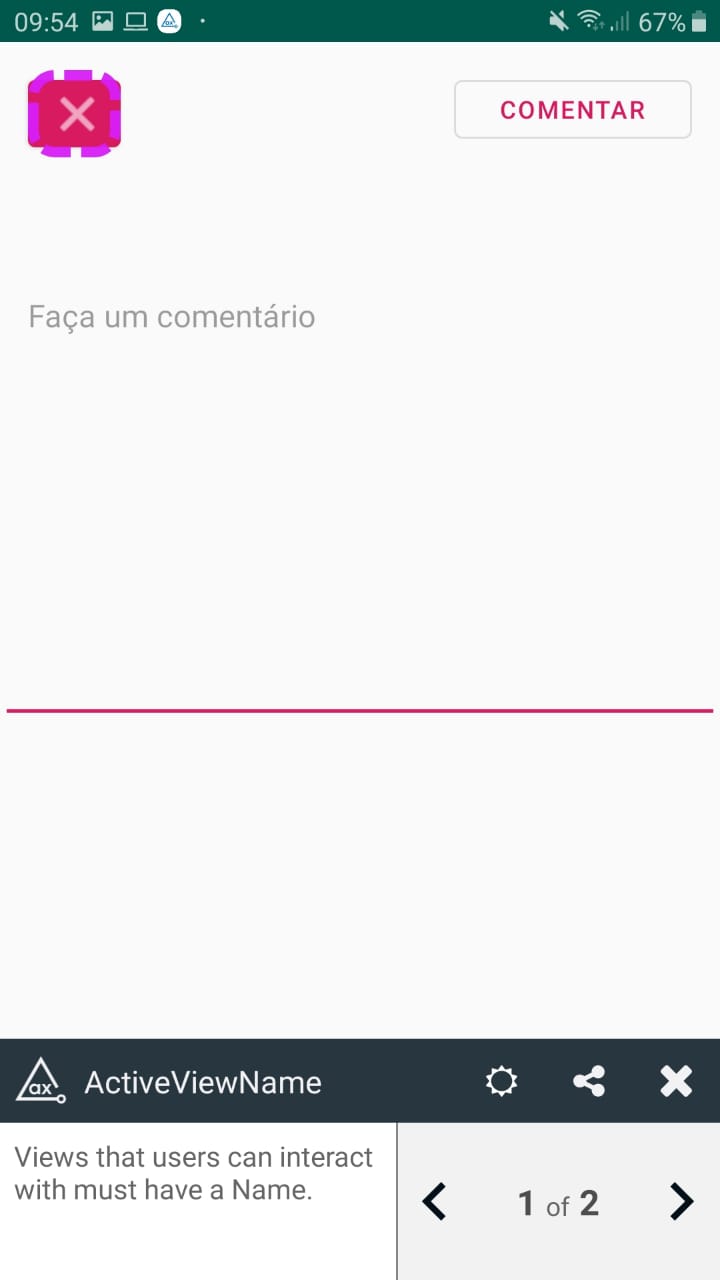 09:54
67%
COMENTAR
Faça um comentário
ax
ActiveViewName
Views that users can interact
with must have a Name.
1 of 2